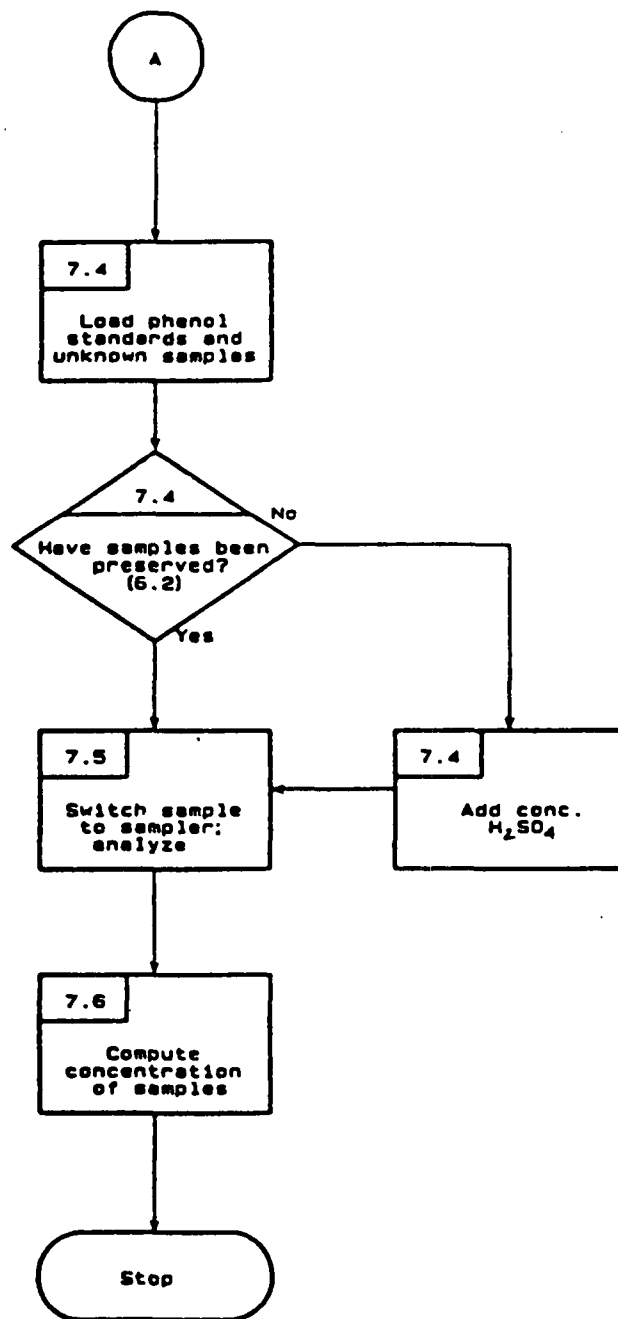 A
7.4
Load phenol
standards and
unknown samples
7.4
No
Have samples been
preserved?
(6.2)
Yes
7.5
Switch sample
to sampler;
analyze
7.4
Add conc.
H₂SO₄
7.6
Compute
concentration
of samples
Stop